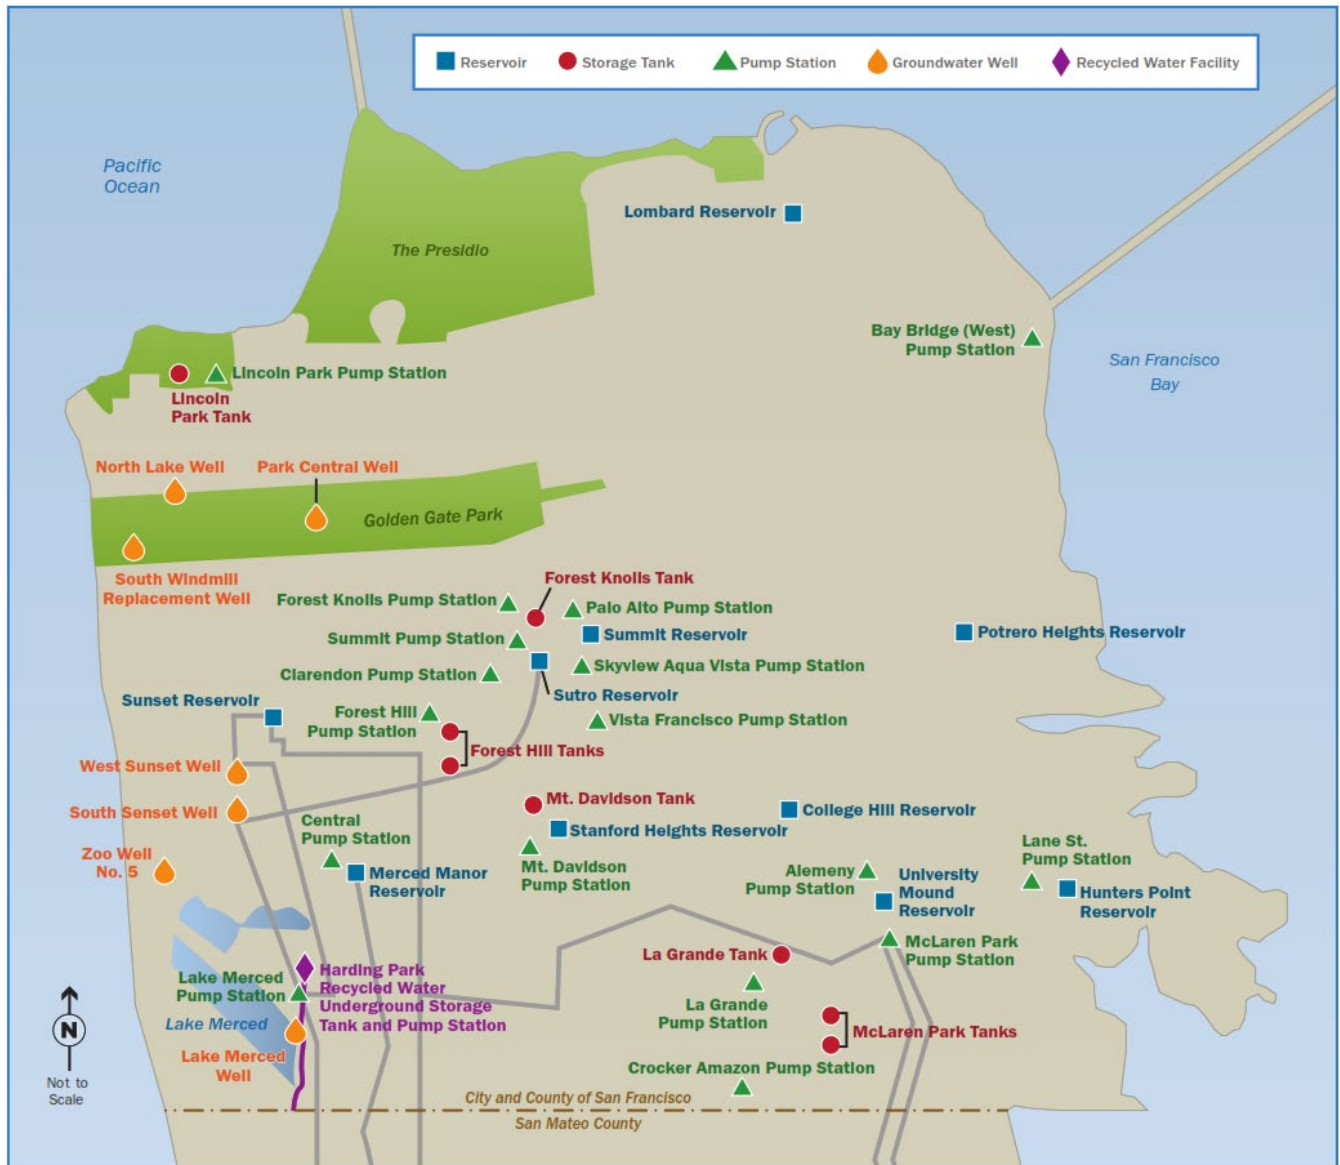 Reservoir
Storage Tank
Pump Station
Groundwater Well
Recycled Water Facility
Pacific
Ocean
Lombard Reservoir
The Presidio
Bay Bridge (West)
Pump Station
San Francisco
Bay
Lincoln Park Pump Station
Lincoln
Park Tank
North Lake Well
Park Central Well
Golden Gate Park
South Windmill
Replacement Well
Forest Knolls Tank
Forest Knolls Pump Station
Palo Alto Pump Station
Summit Pump Station
Summit Reservoir
Potrero Heights Reservoir
Clarendon Pump Station
Skyview Aqua Vista Pump Station
Sutro Reservoir
Sunset Reservoir
Forest Hill
Pump Station
Vista Francisco Pump Station
Forest Hill Tanks
West Sunset Well
South Senset Well
Mt. Davidson Tank
College Hill Reservoir
Central
Pump Station
Stanford Heights Reservoir
Zoo Well
No. 5
Merced Manor
Reservoir
Mt. Davidson
Pump Station
Alemeny
Pump Station
University
Mound
Reservoir
Lane St.
Pump Station
Hunters Point
Reservoir
La Grande Tank
McLaren Park
Pump Station
Lake Merced
Pump Station
Harding Park
Recycled Water
Underground Storage
Tank and Pump Station
La Grande
Pump Station
Lake Merced
McLaren Park Tanks
Lake Merced
Well
Crocker Amazon Pump Station
N
Not to
Scale
City and County of San Francisco
San Mateo County